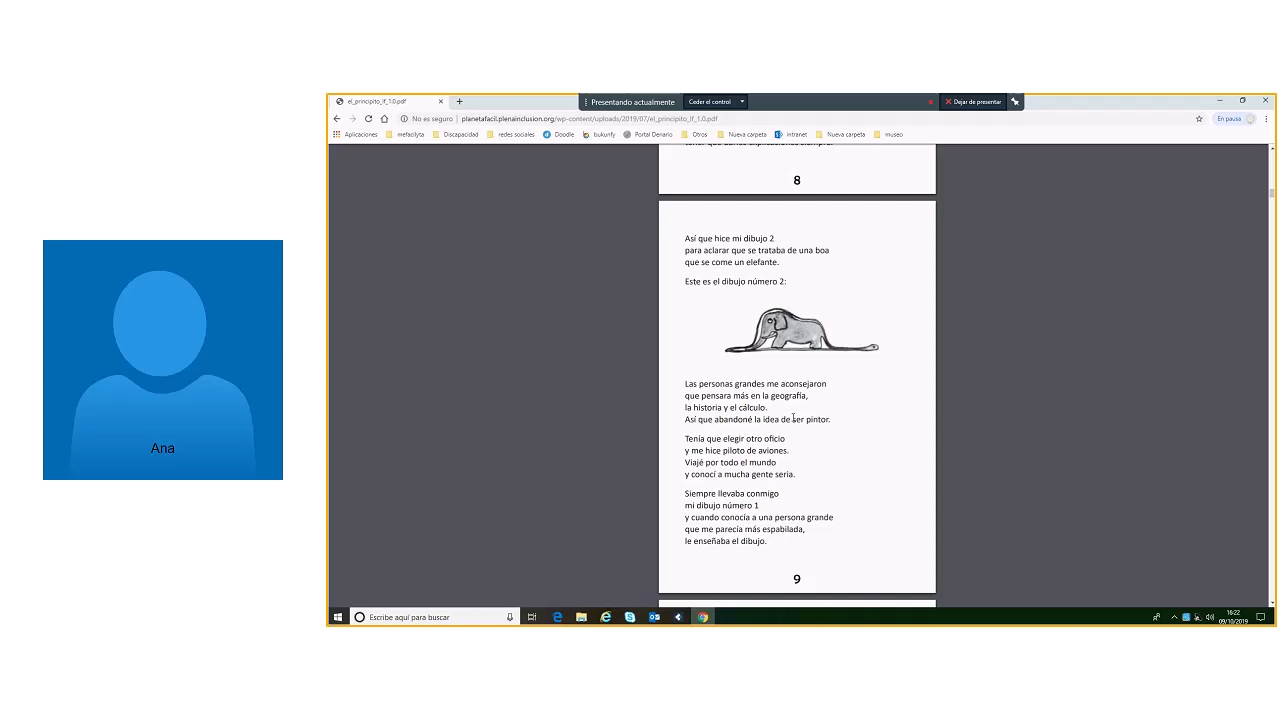 Ana
el_principito_lf_1.0.pdf
Presentando actualmente
Ceder el control
Dejar de presentar
No es seguro
planetafacil.plenainclusion.org/wp-content/uploads/2019/07/el_principito_lf_1.0.pdf
En pausa
Aplicaciones
mefacilyta
Discapacidad
redes sociales
Doodle
bukunfy
Portal Denario
Otros
Nueva carpeta
intranet
Nueva carpeta
museo
8
Así que hice mi dibujo 2
para aclarar que se trataba de una boa
que se come un elefante.
Este es el dibujo número 2:
Las personas grandes me aconsejaron
que pensara más en la geografía,
la historia y el cálculo.
Así que abandoné la idea de ser pintor.
Tenía que elegir otro oficio
y me hice piloto de aviones.
Viajé por todo el mundo
y conocí a mucha gente seria.
Siempre llevaba conmigo
mi dibujo número 1
y cuando conocía a una persona grande
que me parecía más espabilada,
le enseñaba el dibujo.
9
Escribe aquí para buscar
16:22
09/10/2019